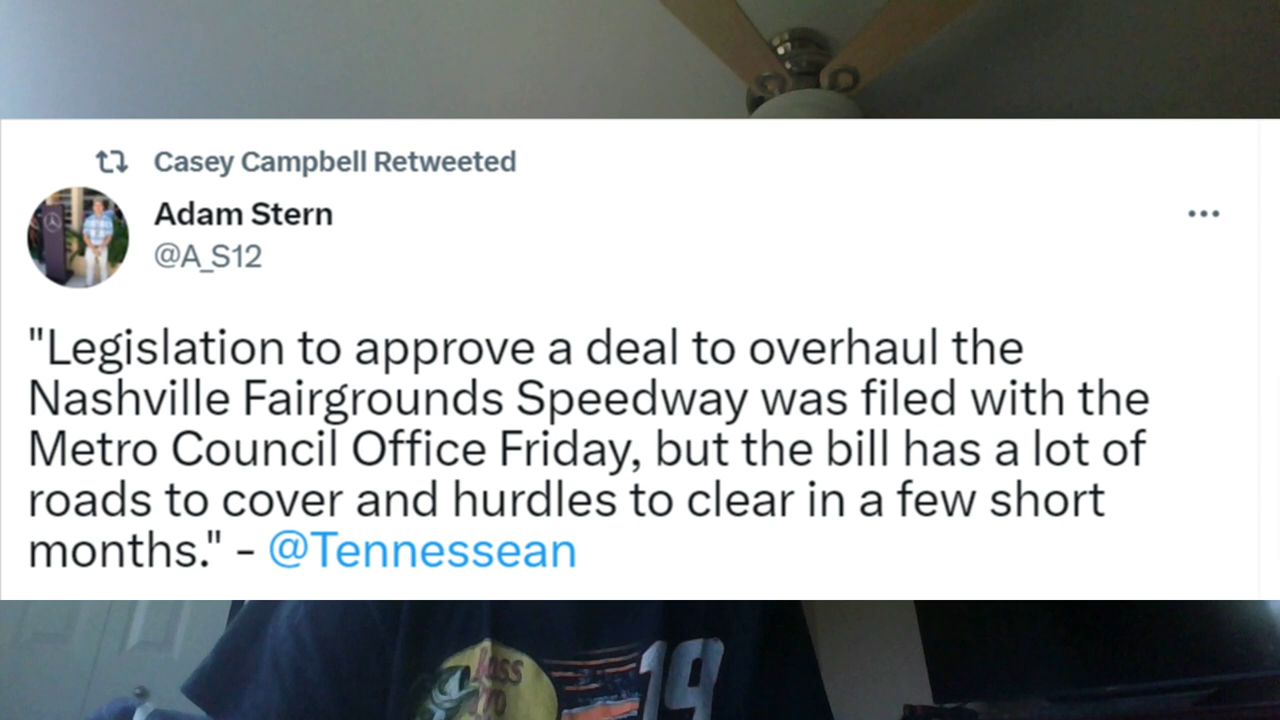 Casey Campbell Retweeted
Adam Stern
@A_S12
"Legislation to approve a deal to overhaul the
Nashville Fairgrounds Speedway was filed with the
Metro Council Office Friday, but the bill has a lot of
roads to cover and hurdles to clear in a few short
months." – @Tennessean
Bass
Pro
19